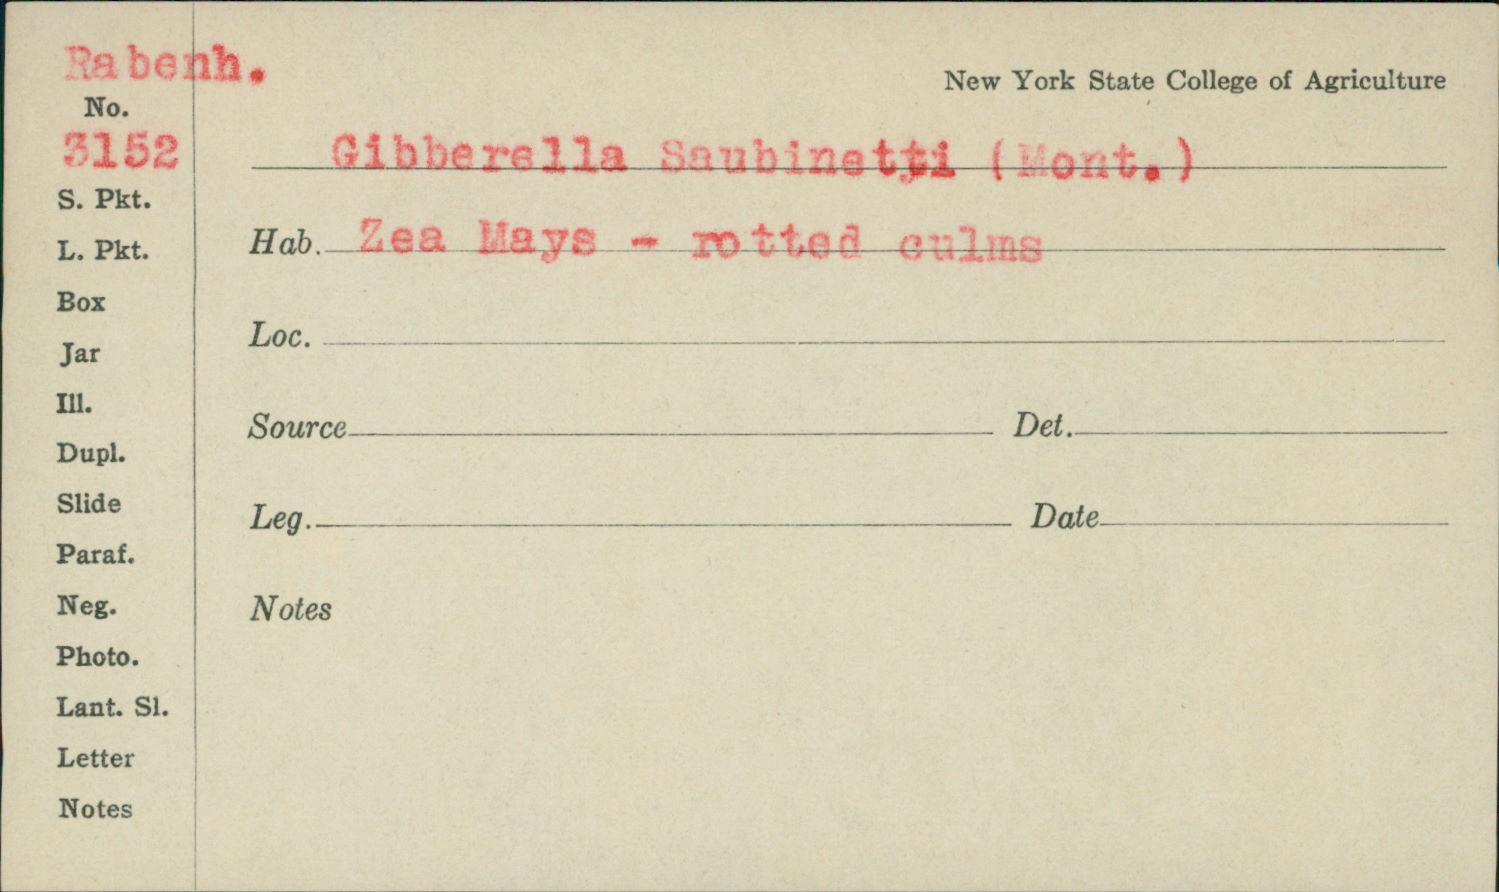 Rabenh.
New York State College of Agriculture
No.
3152
Gibberella Saubinetti (Mont.)
S. Pkt.
Hab. Zea Mays - rotted culms
L. Pkt.
Box
Loc.
Jar
Ill.
Source Det.
Dupl.
Slide
Leg. Date
Paraf.
Neg.
Notes
Photo.
Lant. Sl.
Letter
Notes